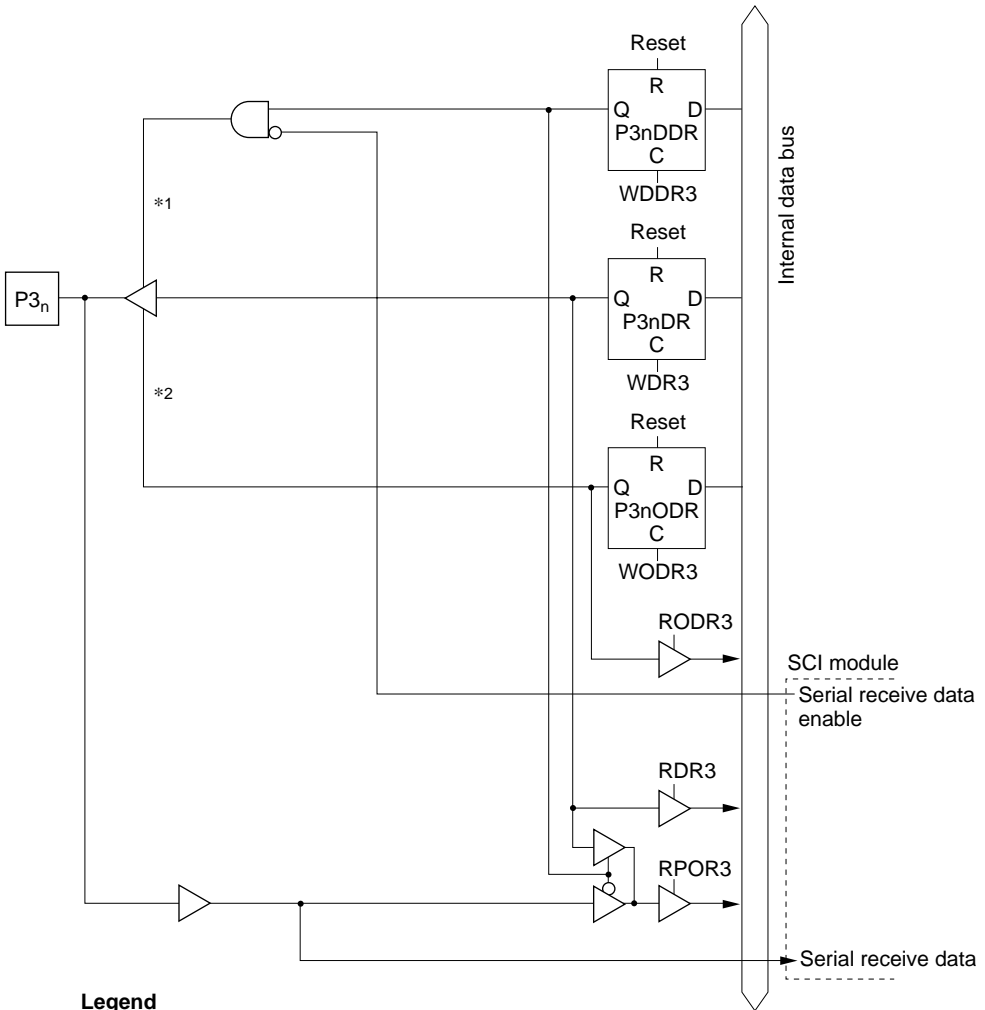 Reset
R
Q D
P3nDDR
C
WDDR3
Internal data bus
*1
Reset
R
P3n
Q D
P3nDR
C
WDR3
*2
Reset
R
Q D
P3nODR
C
WODR3
RODR3
SCI module
Serial receive data
enable
RDR3
RPOR3
Serial receive data
Legend